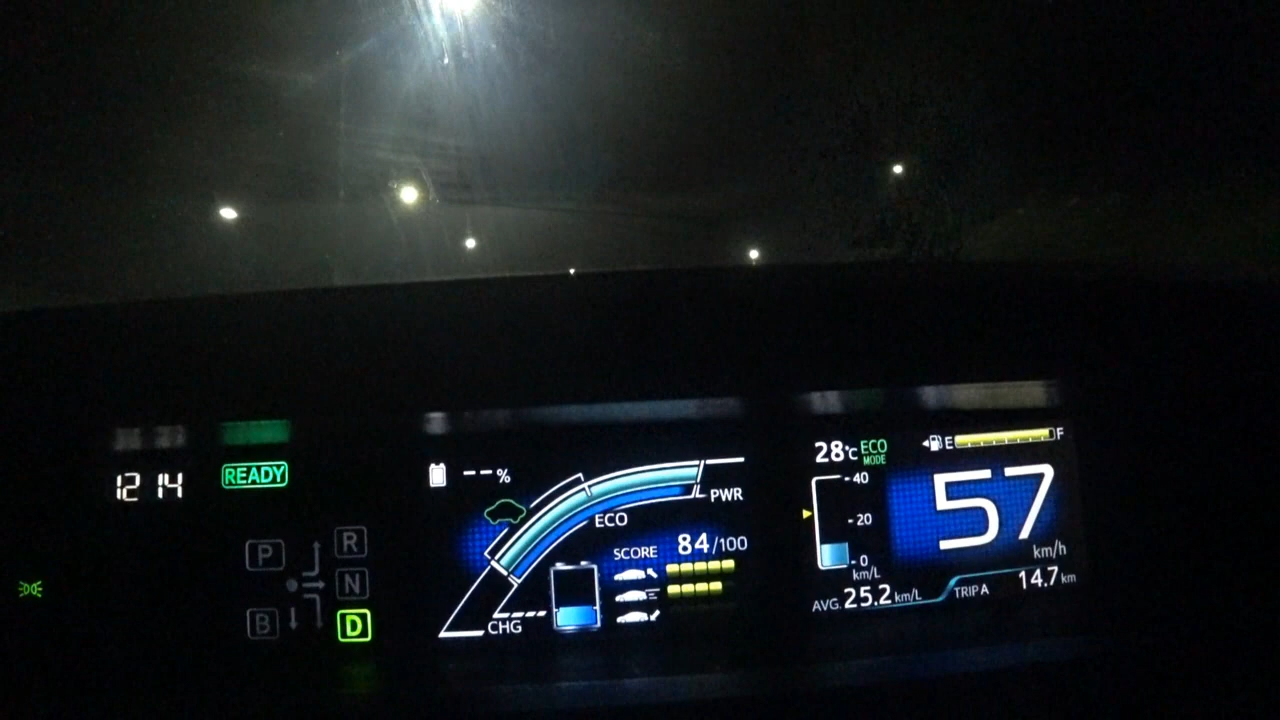 12 14
READY
P
R
N
B
D
--%
ECO
PWR
SCORE 84/100
CHG
28°C ECO MODE
E F
40
20
0
km/L
57
km/h
AVG. 25.2 km/L
TRIP A 14.7 km